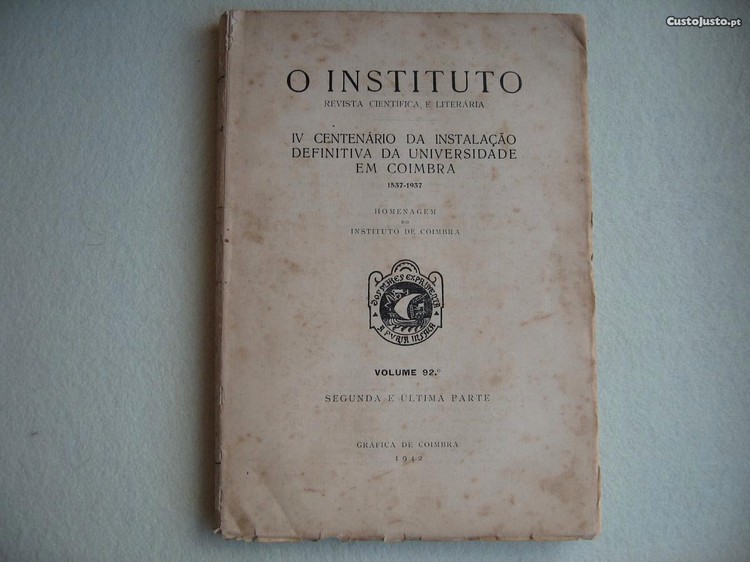 CustoJusto.pt
O INSTITUTO
REVISTA CIENTIFICA E LITERÁRIA
IV CENTENÁRIO DA INSTALAÇÃO
DEFINITIVA DA UNIVERSIDADE
EM COIMBRA
1537-1937
HOMENAGEM
DO
INSTITUTO DE COIMBRA
VOLUME 92.º
SEGUNDA E ÚLTIMA PARTE
GRÁFICA DE COIMBRA
1942